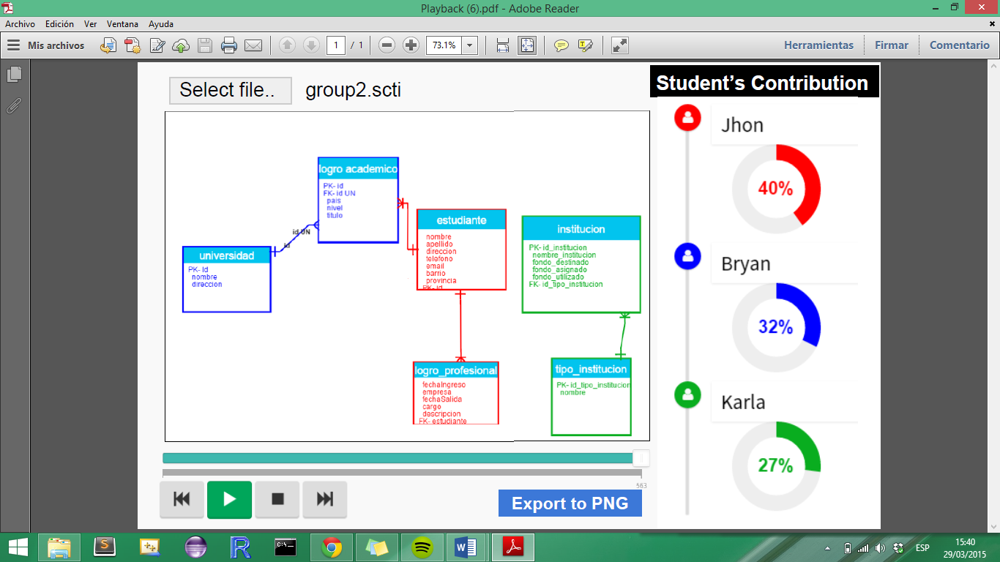 Playback (6).pdf - Adobe Reader
Archivo Edición Ver Ventana Ayuda
Mis archivos
1 / 1
73.1%
Herramientas Firmar Comentario
Select file..
group2.scti
Student’s Contribution
Jhon
40%
Bryan
32%
Karla
27%
logro academico
PK- id
FK- id UN
pais
nivel
titulo
id UN
id
universidad
PK- Id
nombre
direccion
estudiante
nombre
apellido
direccion
telefono
email
barrio
provincia
PK- id
institucion
PK- id_institucion
nombre_institucion
fondo_destinado
fondo_asignado
fondo_utilizado
FK- id_tipo_institucion
logro_profesional
fechaIngreso
empresa
fechaSalida
cargo
descripcion
FK- estudiante
tipo_institucion
PK- id_tipo_institucion
nombre
563
Export to PNG
C:\_
ESP
15:40
29/03/2015